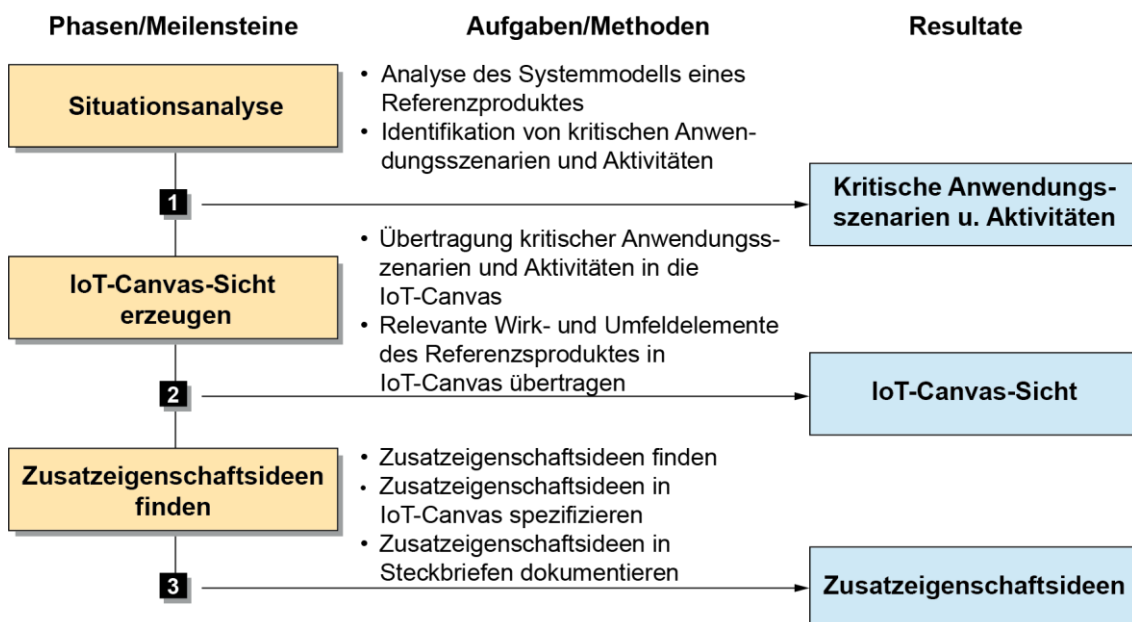 Phasen/Meilensteine
Aufgaben/Methoden
Resultate
Situationsanalyse
• Analyse des Systemmodells eines
Referenzproduktes
• Identifikation von kritischen Anwen-
dungsszenarien und Aktivitäten
1
Kritische Anwendungs-
szenarien u. Aktivitäten
IoT-Canvas-Sicht
erzeugen
• Übertragung kritischer Anwendungss-
zenarien und Aktivitäten in die
IoT-Canvas
• Relevante Wirk- und Umfeldelemente
des Referenzsproduktes in
IoT-Canvas übertragen
2
IoT-Canvas-Sicht
Zusatzeigenschaftsideen
finden
• Zusatzeigenschaftsideen finden
• Zusatzeigenschaftsideen in
IoT-Canvas spezifizieren
• Zusatzeigenschaftsideen in
Steckbriefen dokumentieren
3
Zusatzeigenschaftsideen